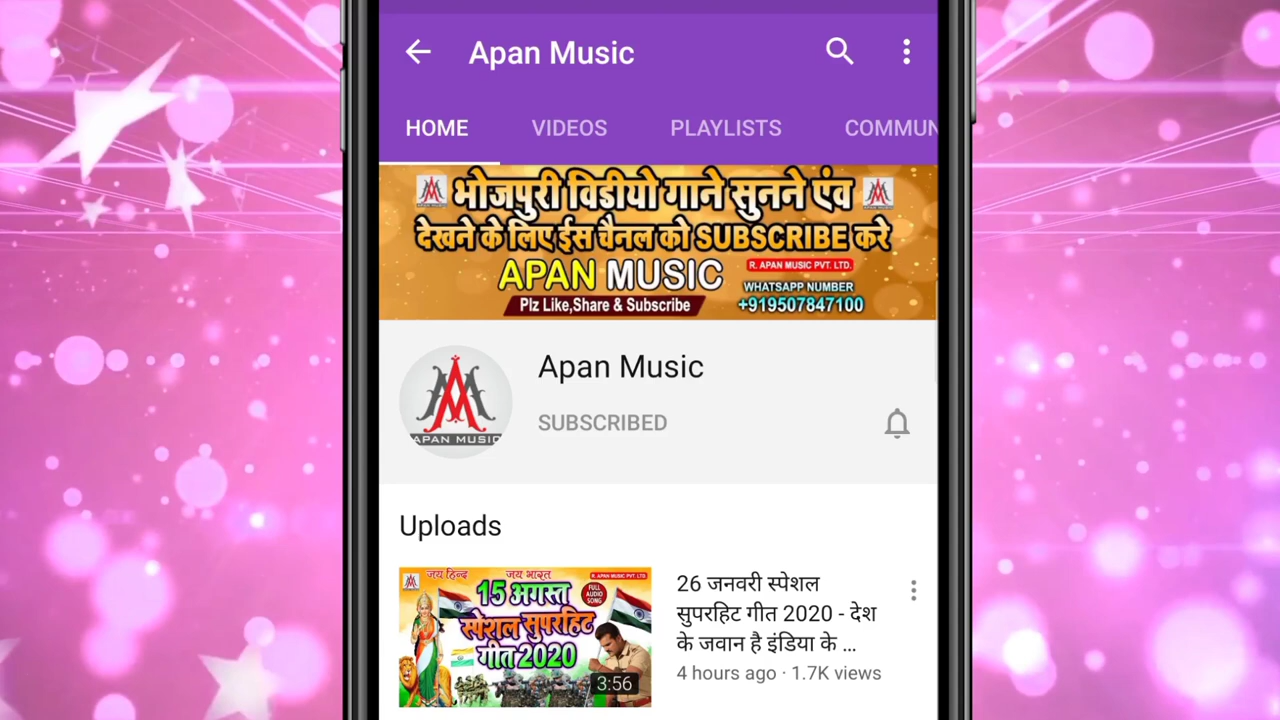 Apan Music
HOME VIDEOS PLAYLISTS COMMUN
भोजपुरी विडीयो गाने सुनने एंव
देखने के लिए ईस चैनल को SUBSCRIBE करे
APAN MUSIC
R. APAN MUSIC PVT. LTD.
WHATSAPP NUMBER
+919507847100
Plz Like,Share & Subscribe
Apan Music
SUBSCRIBED
APAN MUSIC
Uploads
जय हिन्द जय भारत
R. APAN MUSIC PVT. LTD
15 अगस्त
FULL
AUDIO
SONG
स्पेशल सुपरहिट
गीत 2020
3:56
26 जनवरी स्पेशल
सुपरहिट गीत 2020 - देश
के जवान है इंडिया के ...
4 hours ago · 1.7K views